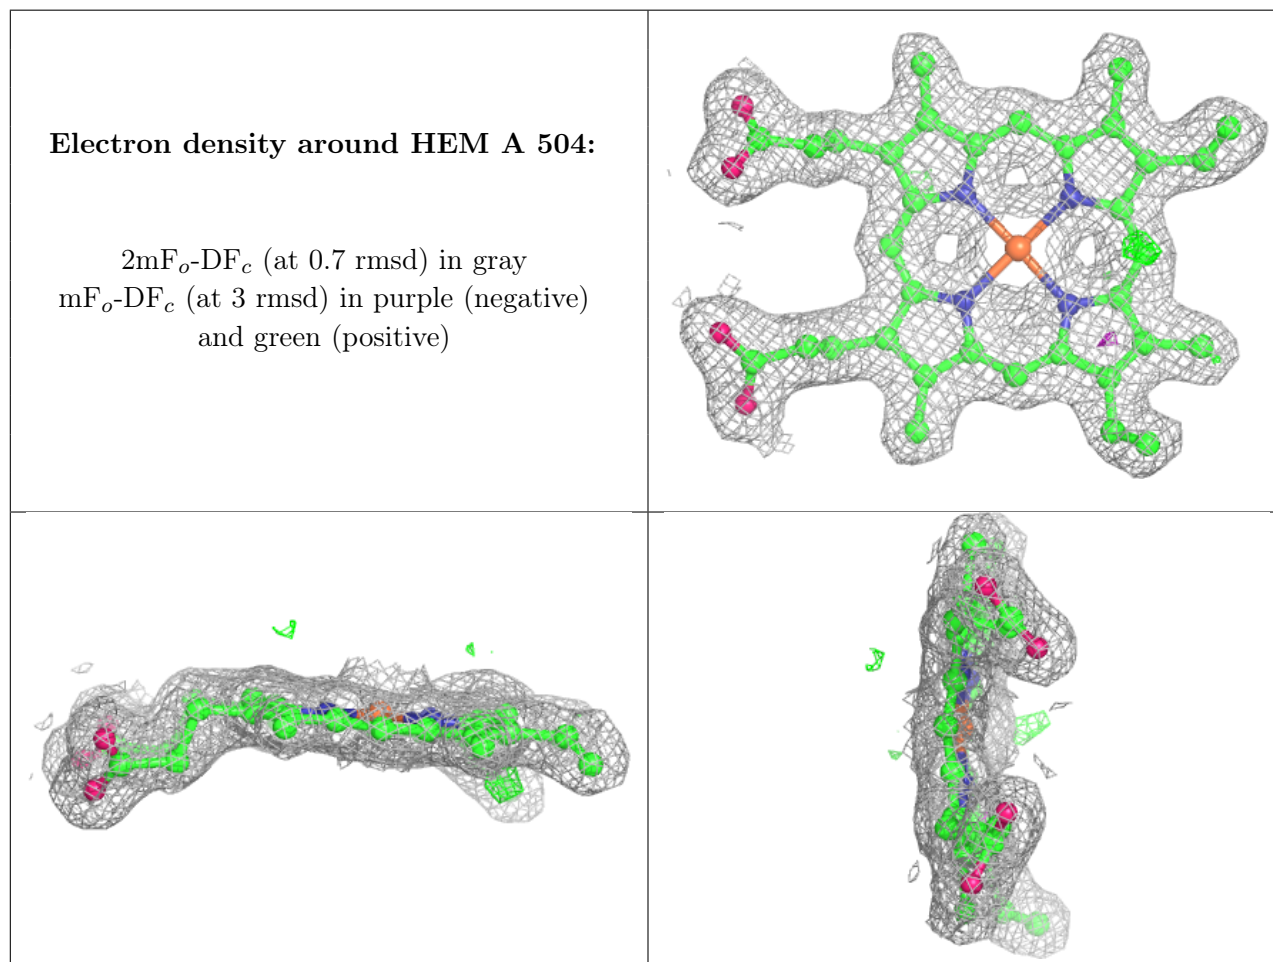 Electron density around HEM A 504:
2mFo-DFc (at 0.7 rmsd) in gray
mFo-DFc (at 3 rmsd) in purple (negative)
and green (positive)